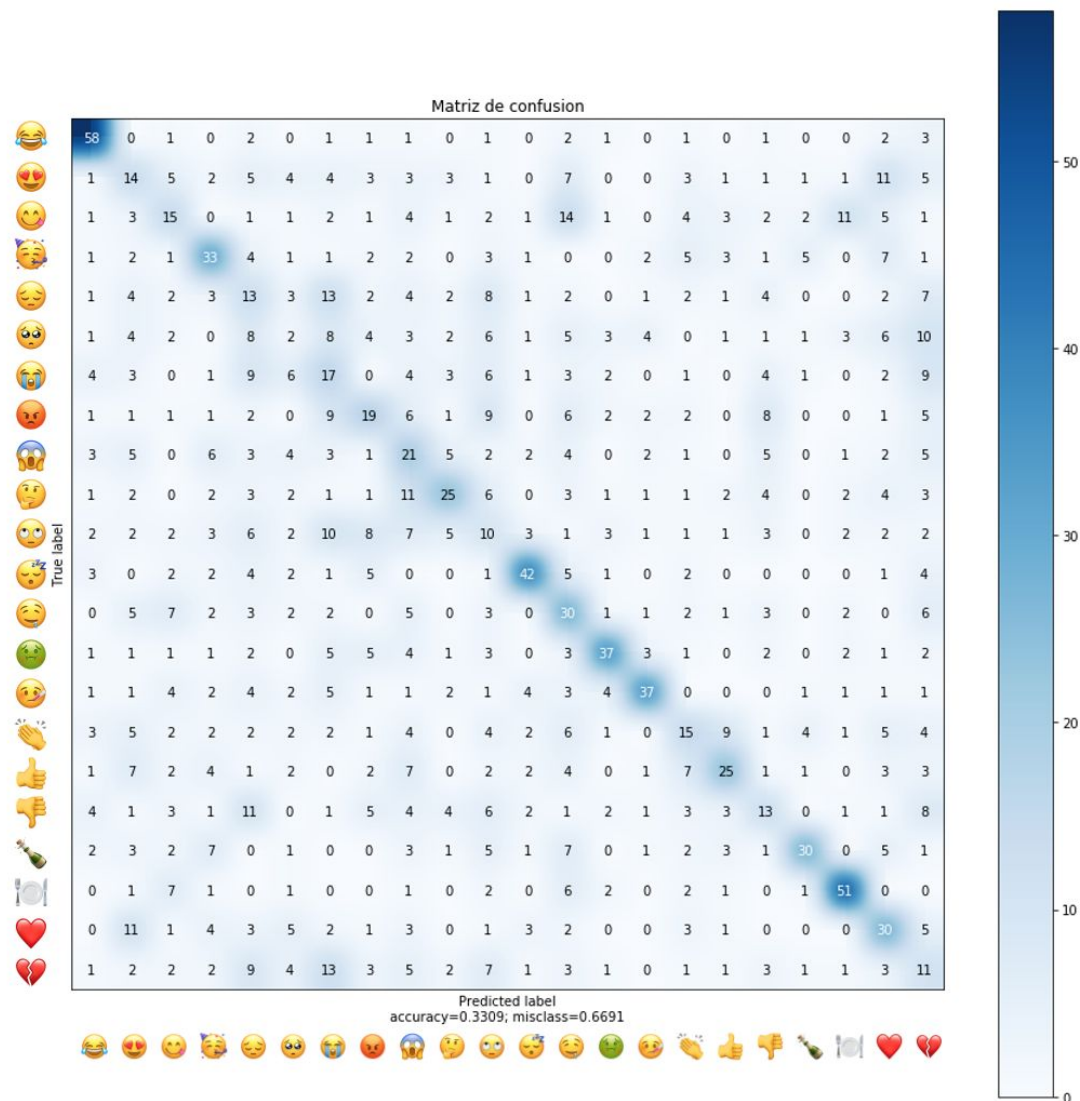 Matriz de confusion
😂 58 0 1 0 2 0 1 1 1 0 1 0 2 1 0 1 0 1 0 0 2 3
😍 1 14 5 2 5 4 4 3 3 3 1 0 7 0 0 3 1 1 1 1 11 5
😋 1 3 15 0 1 1 2 1 4 1 2 1 14 1 0 4 3 2 2 11 5 1
🥳 1 2 1 33 4 1 1 2 2 0 3 1 0 0 2 5 3 1 5 0 7 1
😔 1 4 2 3 13 3 13 2 4 2 8 1 2 0 1 2 1 4 0 0 2 7
🥺 1 4 2 0 8 2 8 4 3 2 6 1 5 3 4 0 1 1 1 3 6 10
😭 4 3 0 1 9 6 17 0 4 3 6 1 3 2 0 1 0 4 1 0 2 9
😡 1 1 1 1 2 0 9 19 6 1 9 0 6 2 2 2 0 8 0 0 1 5
😱 3 5 0 6 3 4 3 1 21 5 2 2 4 0 2 1 0 5 0 1 2 5
🤔 1 2 0 2 3 2 1 1 11 25 6 0 3 1 1 1 2 4 0 2 4 3
🙄 2 2 2 3 6 2 10 8 7 5 10 3 1 3 1 1 1 3 0 2 2 2
😴 3 0 2 2 4 2 1 5 0 0 1 42 5 1 0 2 0 0 0 0 1 4
🤤 0 5 7 2 3 2 2 0 5 0 3 0 30 1 1 2 1 3 0 2 0 6
🤢 1 1 1 1 2 0 5 5 4 1 3 0 3 37 3 1 0 2 0 2 1 2
🤒 1 1 4 2 4 2 5 1 1 2 1 4 3 4 37 0 0 0 1 1 1 1
👏 3 5 2 2 2 2 2 1 4 0 4 2 6 1 0 15 9 1 4 1 5 4
👍 1 7 2 4 1 2 0 2 7 0 2 2 4 0 1 7 25 1 1 0 3 3
👎 4 1 3 1 11 0 1 5 4 4 6 2 1 2 1 3 3 13 0 1 1 8
🍾 2 3 2 7 0 1 0 0 3 1 5 1 7 0 1 2 3 1 30 0 5 1
🍽️ 0 1 7 1 0 1 0 0 1 0 2 0 6 2 0 2 1 0 1 51 0 0
❤️ 0 11 1 4 3 5 2 1 3 0 1 3 2 0 0 3 1 0 0 0 30 5
💔 1 2 2 2 9 4 13 3 5 2 7 1 3 1 0 1 1 3 1 1 3 11
True label
Predicted label
accuracy=0.3309; misclass=0.6691
😂 😍 😋 🥳 😔 🥺 😭 😡 😱 🤔 🙄 😴 🤤 🤢 🤒 👏 👍 👎 🍾 🍽️ ❤️ 💔
50
40
30
20
10
0